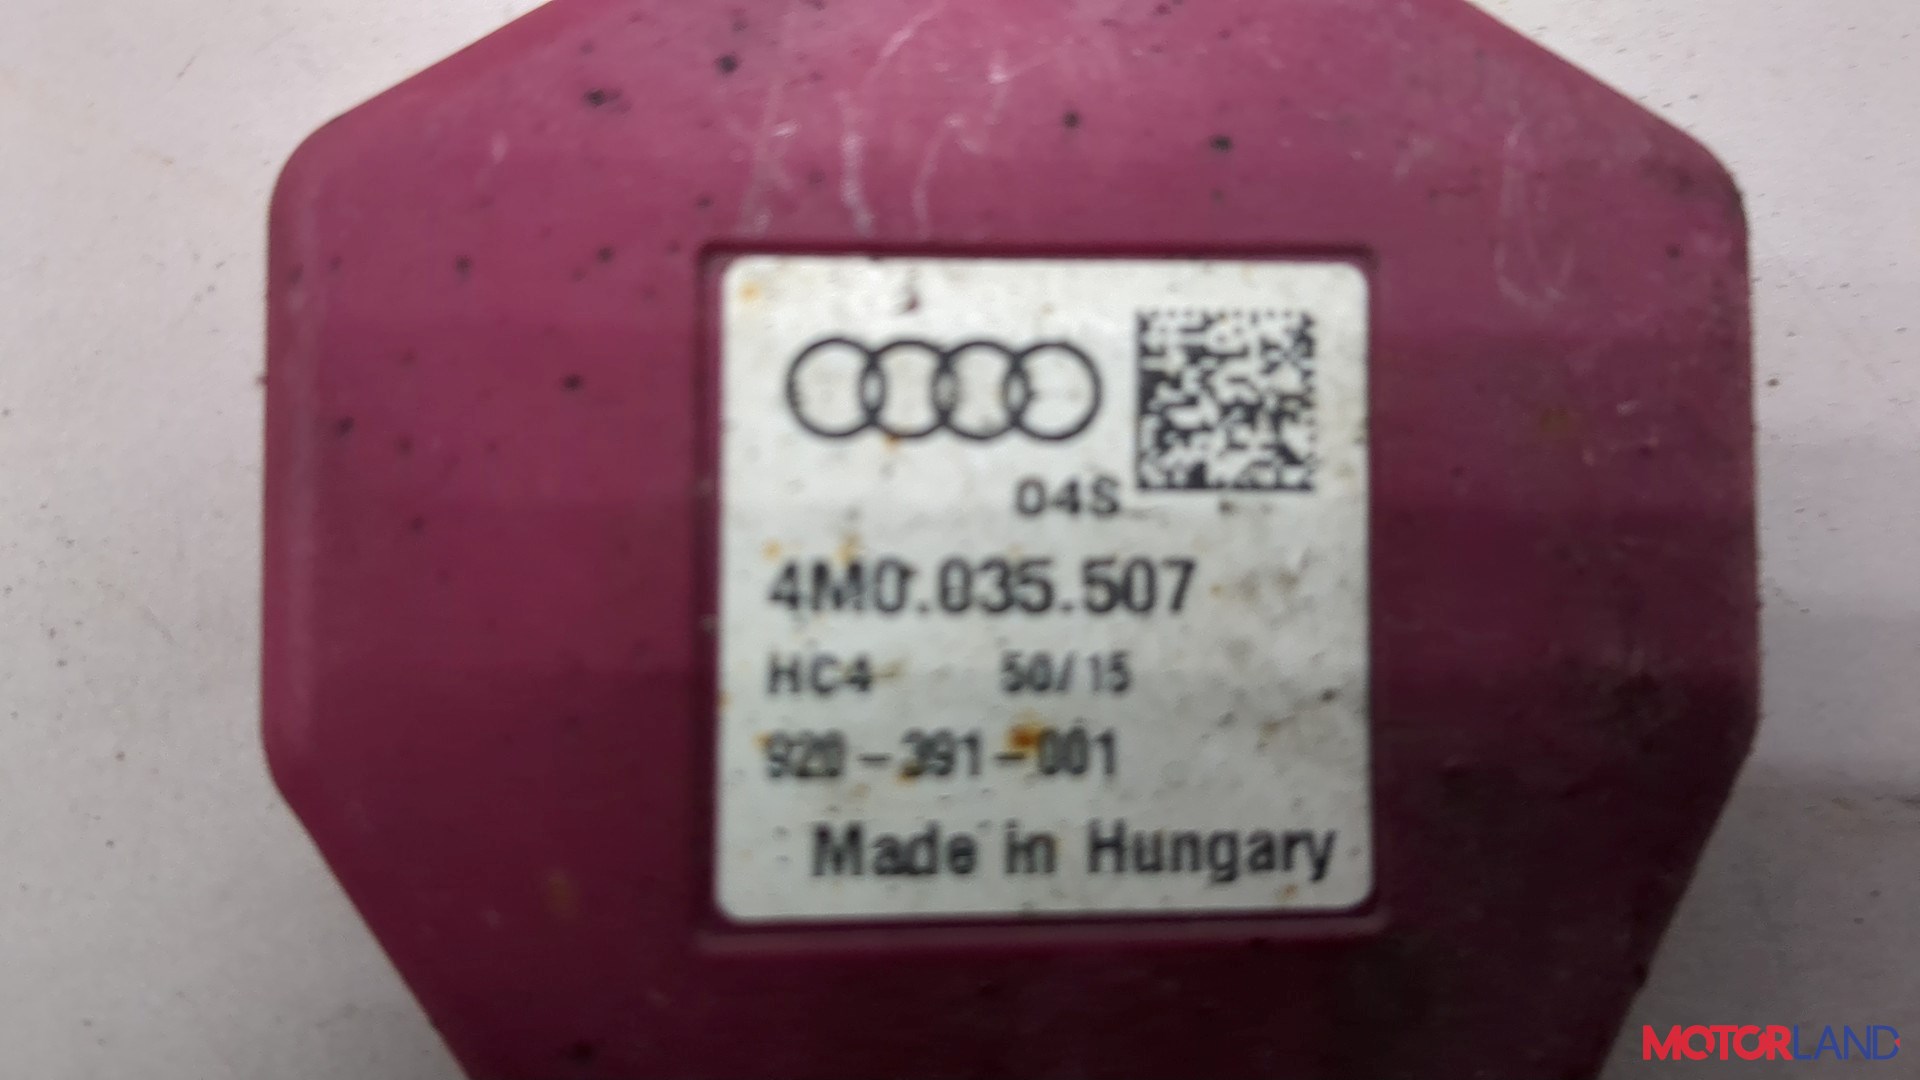 04S
4M0.035.507
HC4 50/15
920-391-001
Made in Hungary
MOTORLAND